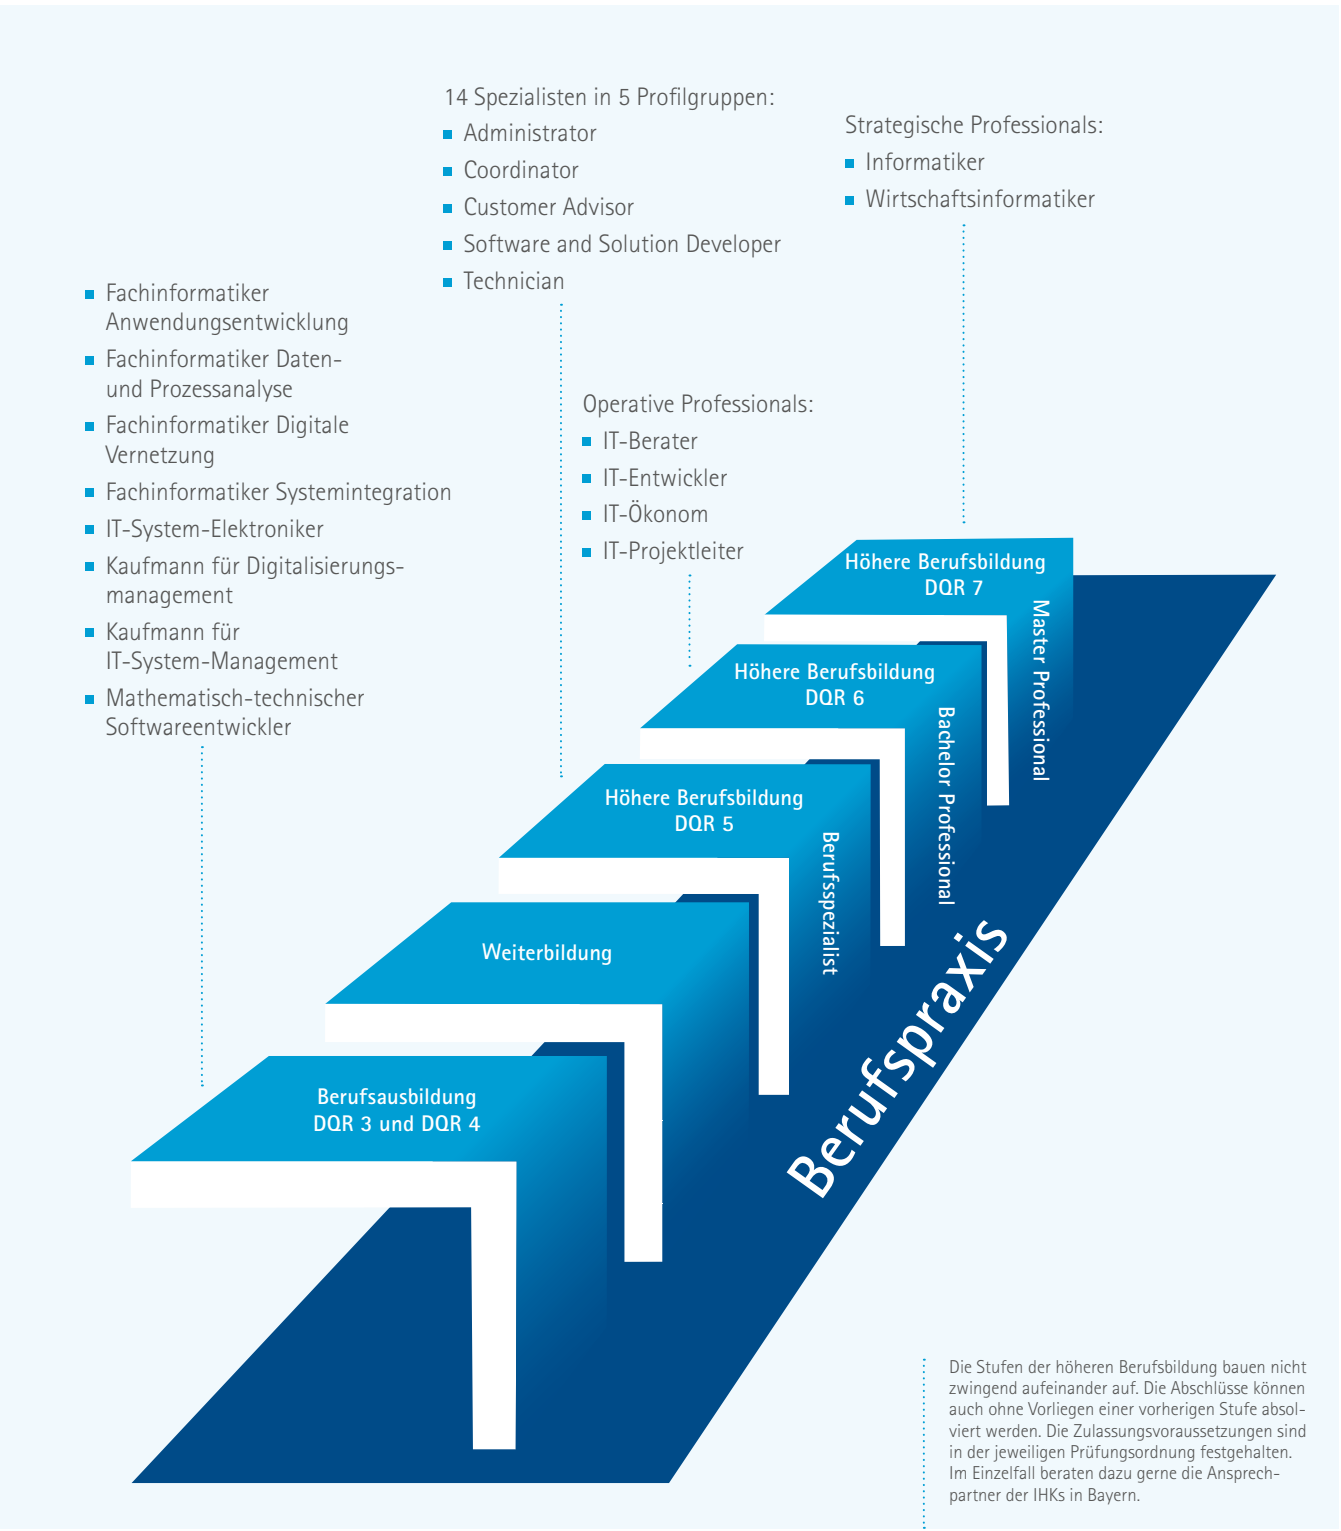 14 Spezialisten in 5 Profilgruppen:
Administrator
Coordinator
Customer Advisor
Software and Solution Developer
Technician
Strategische Professionals:
Informatiker
Wirtschaftsinformatiker
Fachinformatiker
Anwendungsentwicklung
Fachinformatiker Daten-
und Prozessanalyse
Fachinformatiker Digitale
Vernetzung
Fachinformatiker Systemintegration
IT-System-Elektroniker
Kaufmann für Digitalisierungs-
management
Kaufmann für
IT-System-Management
Mathematisch-technischer
Softwareentwickler
Operative Professionals:
IT-Berater
IT-Entwickler
IT-Ökonom
IT-Projektleiter
Höhere Berufsbildung
DQR 7
Master Professional
Höhere Berufsbildung
DQR 6
Bachelor Professional
Höhere Berufsbildung
DQR 5
Berufsspezialist
Weiterbildung
Berufsausbildung
DQR 3 und DQR 4
Berufspraxis
Die Stufen der höheren Berufsbildung bauen nicht
zwingend aufeinander auf. Die Abschlüsse können
auch ohne Vorliegen einer vorherigen Stufe absol-
viert werden. Die Zulassungsvoraussetzungen sind
in der jeweiligen Prüfungsordnung festgehalten.
Im Einzelfall beraten dazu gerne die Ansprech-
partner der IHKs in Bayern.